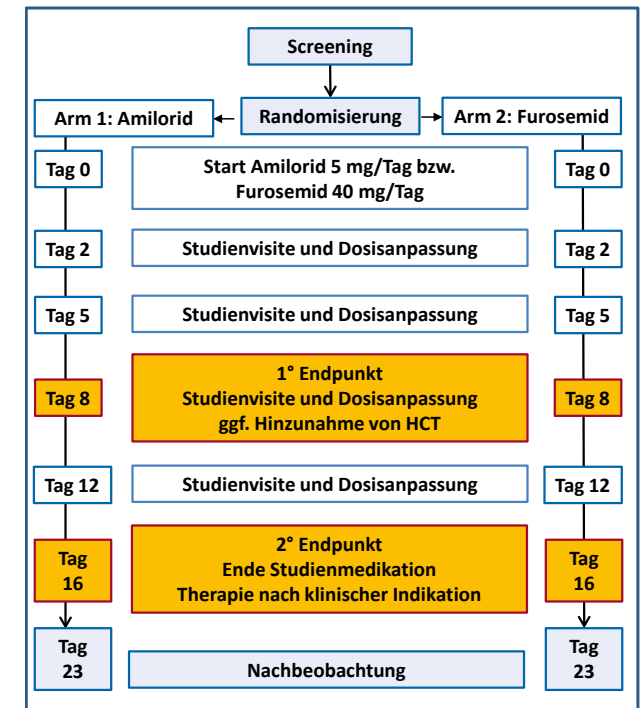 Screening
Arm 1: Amilorid
Randomisierung
Arm 2: Furosemid
Tag 0
Start Amilorid 5 mg/Tag bzw.
Furosemid 40 mg/Tag
Tag 0
Tag 2
Studienvisite und Dosisanpassung
Tag 2
Tag 5
Studienvisite und Dosisanpassung
Tag 5
Tag 8
1° Endpunkt
Studienvisite und Dosisanpassung
ggf. Hinzunahme von HCT
Tag 8
Tag 12
Studienvisite und Dosisanpassung
Tag 12
Tag
16
2° Endpunkt
Ende Studienmedikation
Therapie nach klinischer Indikation
Tag
16
Tag
23
Nachbeobachtung
Tag
23